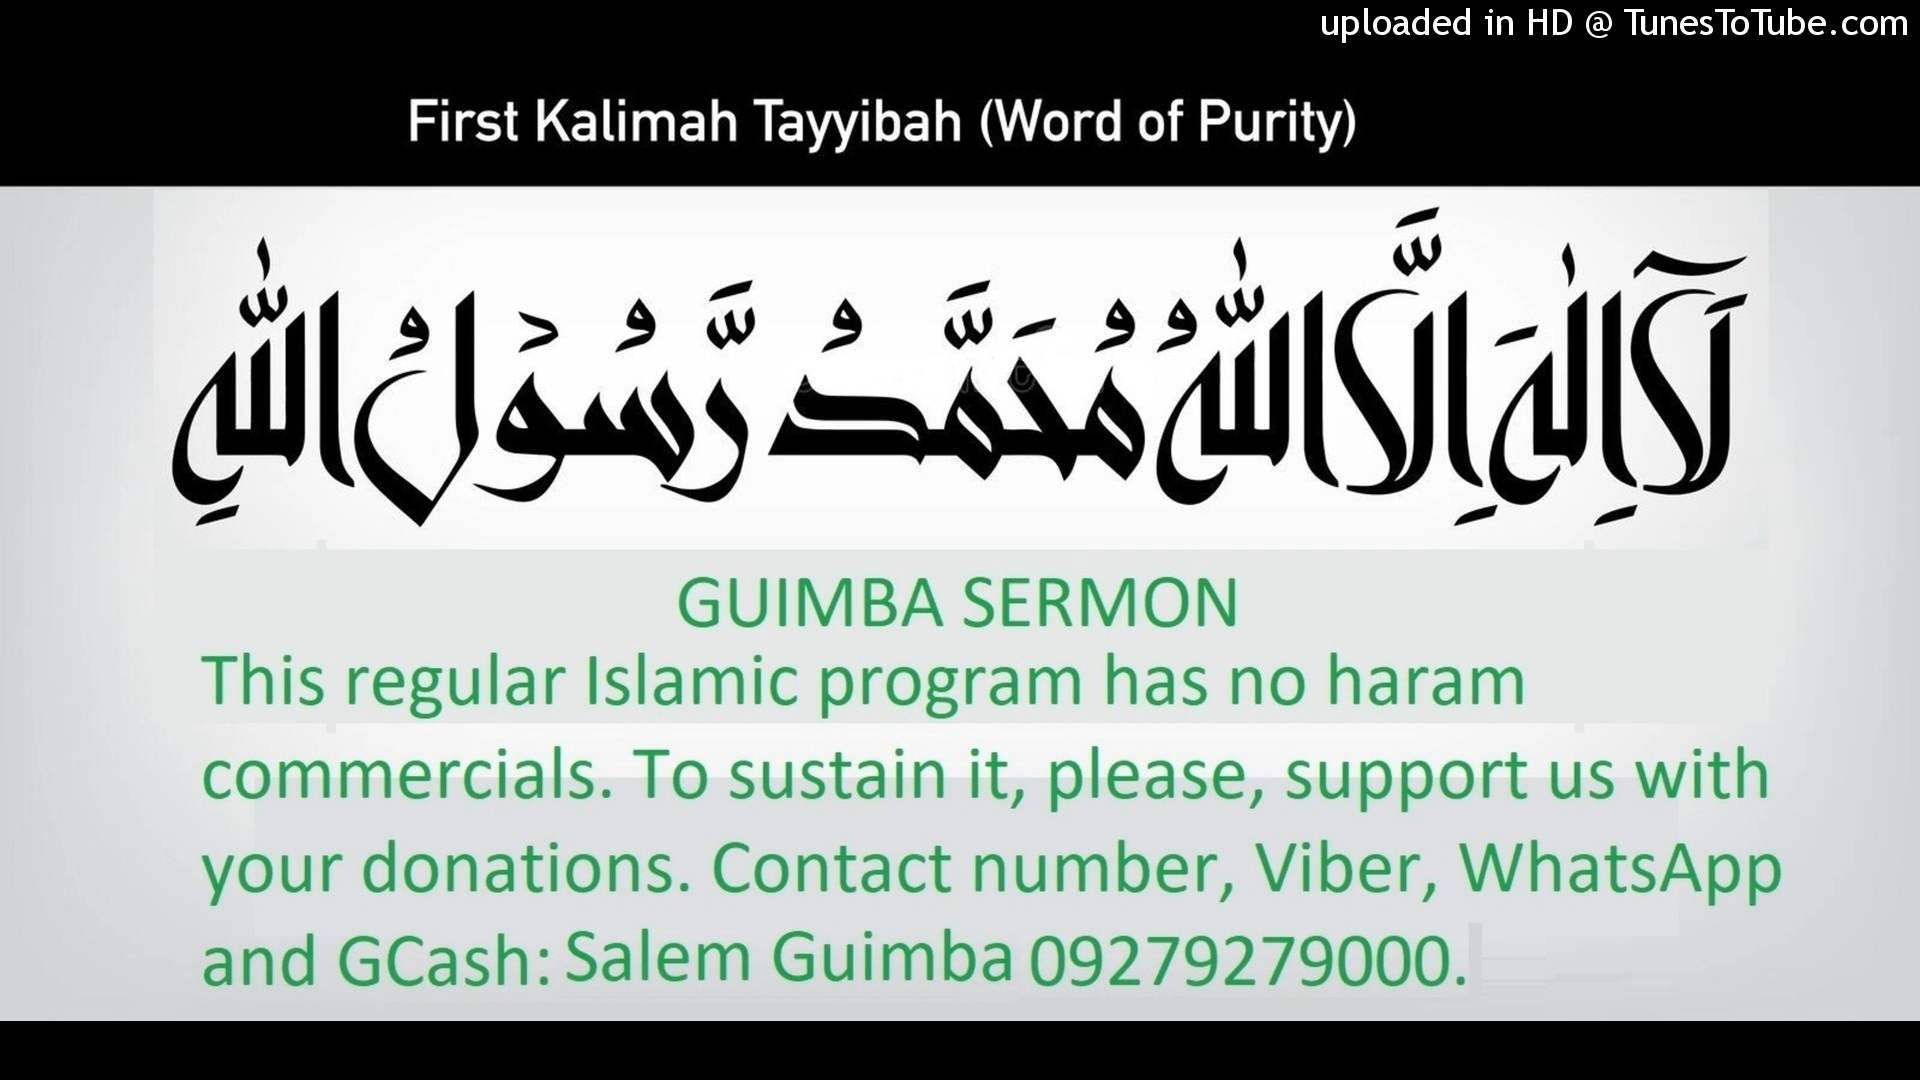 uploaded in HD @ TunesToTube.com
First Kalimah Tayyibah (Word of Purity)
لَآ اِلٰهَ اِلَّا اللّٰهُ مُحَمَّدٌ رَّسُوْلُ اللّٰهِ
GUIMBA SERMON
This regular Islamic program has no haram
commercials. To sustain it, please, support us with
your donations. Contact number, Viber, WhatsApp
and GCash: Salem Guimba 09279279000.